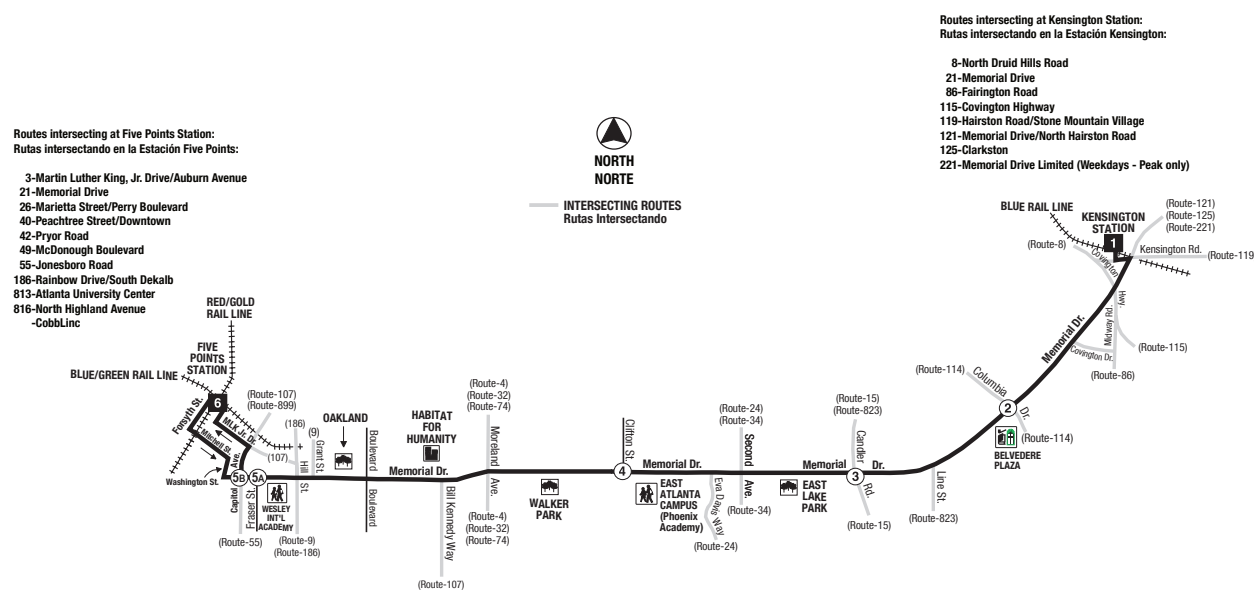 Routes intersecting at Kensington Station:
Rutas intersectando en la Estación Kensington:
8-North Druid Hills Road
21-Memorial Drive
86-Fairington Road
115-Covington Highway
119-Hairston Road/Stone Mountain Village
121-Memorial Drive/North Hairston Road
125-Clarkston
221-Memorial Drive Limited (Weekdays - Peak only)
Routes intersecting at Five Points Station:
Rutas intersectando en la Estación Five Points:
3-Martin Luther King, Jr. Drive/Auburn Avenue
21-Memorial Drive
26-Marietta Street/Perry Boulevard
40-Peachtree Street/Downtown
42-Pryor Road
49-McDonough Boulevard
55-Jonesboro Road
186-Rainbow Drive/South Dekalb
813-Atlanta University Center
816-North Highland Avenue
-CobbLinc
NORTH
NORTE
INTERSECTING ROUTES
Rutas Intersectando
RED/GOLD
RAIL LINE
FIVE
POINTS
STATION
BLUE/GREEN RAIL LINE
6
Forsyth St.
MLK Jr. Dr.
Mitchell St.
Washington St.
Capitol
Ave.
5B
5A
Fraser St.
(Route-55)
(Route-107)
(Route-899)
(107)
(186)
(9)
Grant St.
Hill
St.
WESLEY
INT'L
ACADEMY
(Route-9)
(Route-186)
OAKLAND
Boulevard
Boulevard
HABITAT
FOR
HUMANITY
Memorial Dr.
Bill Kennedy Way
(Route-107)
(Route-4)
(Route-32)
(Route-74)
Moreland
Ave.
(Route-4)
(Route-32)
(Route-74)
WALKER
PARK
Clifton St.
4
Memorial Dr.
EAST
ATLANTA
CAMPUS
(Phoenix
Academy)
Eva Davis Way
(Route-24)
(Route-24)
(Route-34)
Second
Ave.
(Route-34)
EAST
LAKE
PARK
Memorial
Dr.
(Route-15)
(Route-823)
Candler
Rd.
3
(Route-15)
Line St.
(Route-823)
(Route-114)
Columbia
Dr.
2
(Route-114)
BELVEDERE
PLAZA
Memorial Dr.
Covington Dr.
Midway Rd.
(Route-86)
(Route-115)
Covington
Hwy.
(Route-8)
BLUE RAIL LINE
KENSINGTON
STATION
1
(Route-121)
(Route-125)
(Route-221)
Kensington Rd.
(Route-119